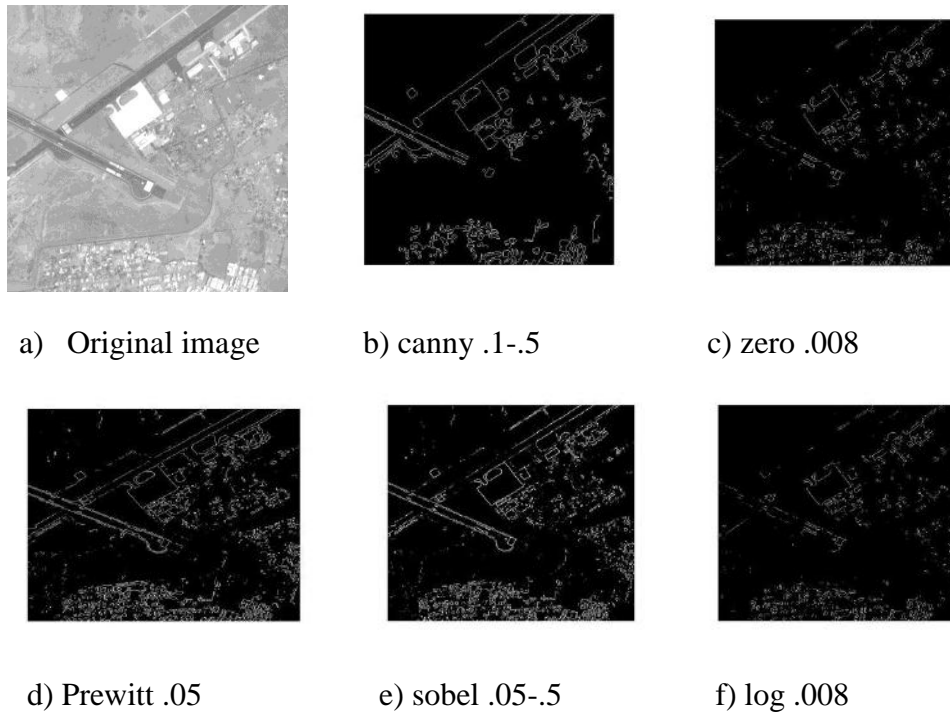 a) Original image
b) canny .1-.5
c) zero .008
d) Prewitt .05
e) sobel .05-.5
f) log .008